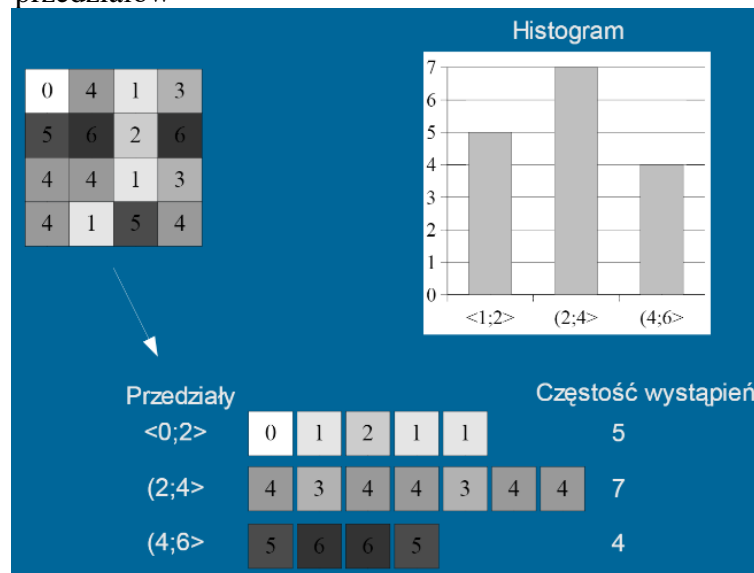 przedziałów
Histogram
7
6
5
4
3
2
1
0
<1;2> (2;4> (4;6>
0 4 1 3
5 6 2 6
4 4 1 3
4 1 5 4
Przedziały Częstość wystąpień
<0;2> 0 1 2 1 1 5
(2;4> 4 3 4 4 3 4 4 7
(4;6> 5 6 6 5 4